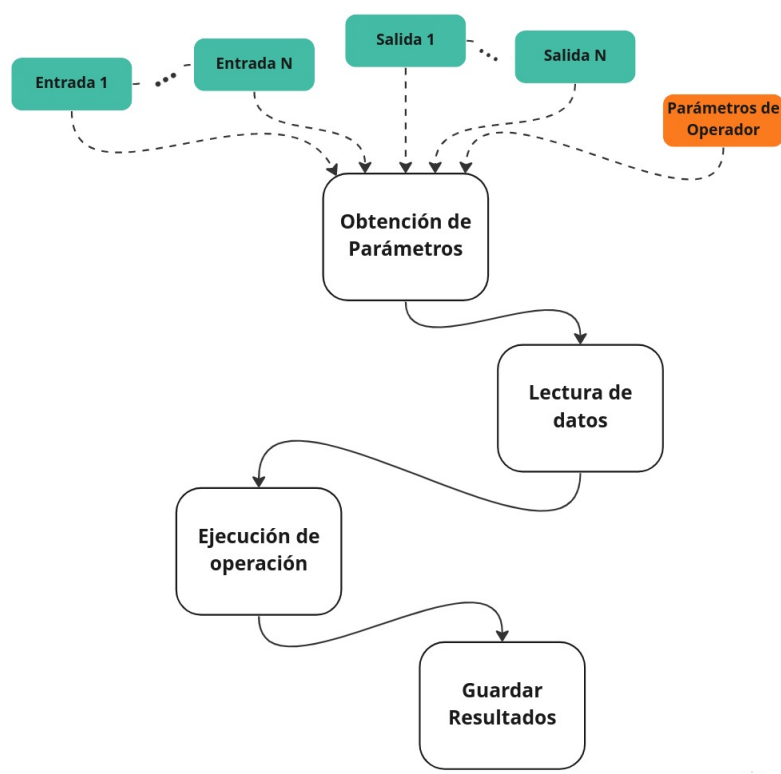 Entrada 1
Entrada N
Salida 1
Salida N
Parámetros de
Operador
Obtención de
Parámetros
Lectura de
datos
Ejecución de
operación
Guardar
Resultados